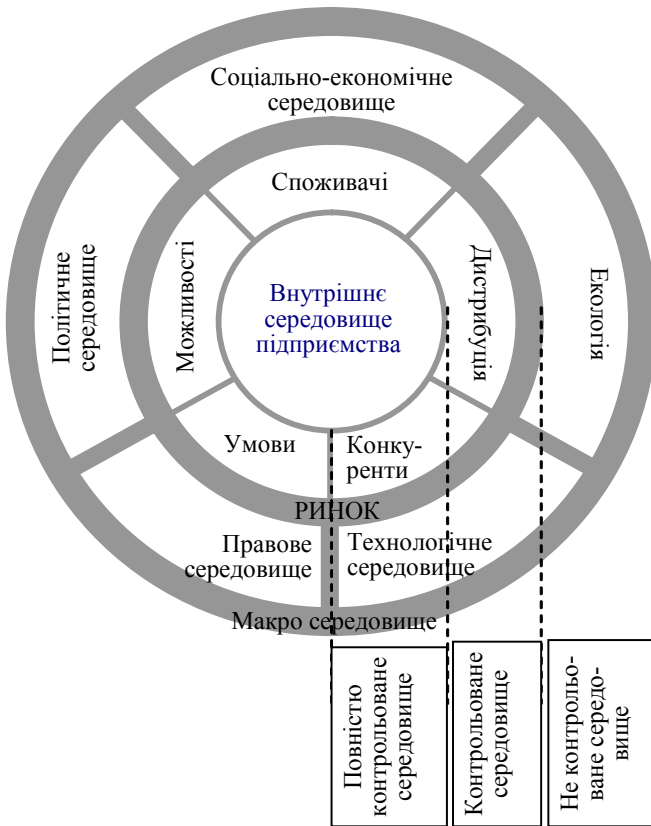 Соціально-економічне
середовище
Споживачі
Політичне
середовище
Можливості
Внутрішнє
середовище
підприємства
Дистрибуція
Екологія
Умови
Конку-
ренти
РИНОК
Правове
середовище
Технологічне
середовище
Макро середовище
Повністю
контрольоване
середовище
Контрольоване
середовище
Не контрольо-
ване середо-
вище